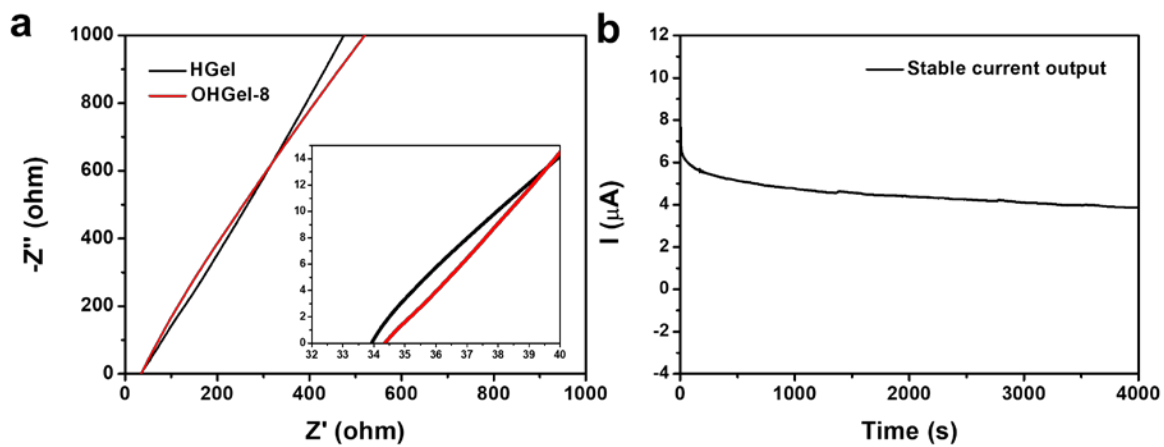 a
1000
800
600
400
200
0
-Z'' (ohm)
HGel
OHGel-8
14
12
10
8
6
4
2
0
32 33 34 35 36 37 38 39 40
0 200 400 600 800 1000
Z' (ohm)
b
12
10
8
6
4
2
0
-2
-4
I (μA)
Stable current output
0 1000 2000 3000 4000
Time (s)